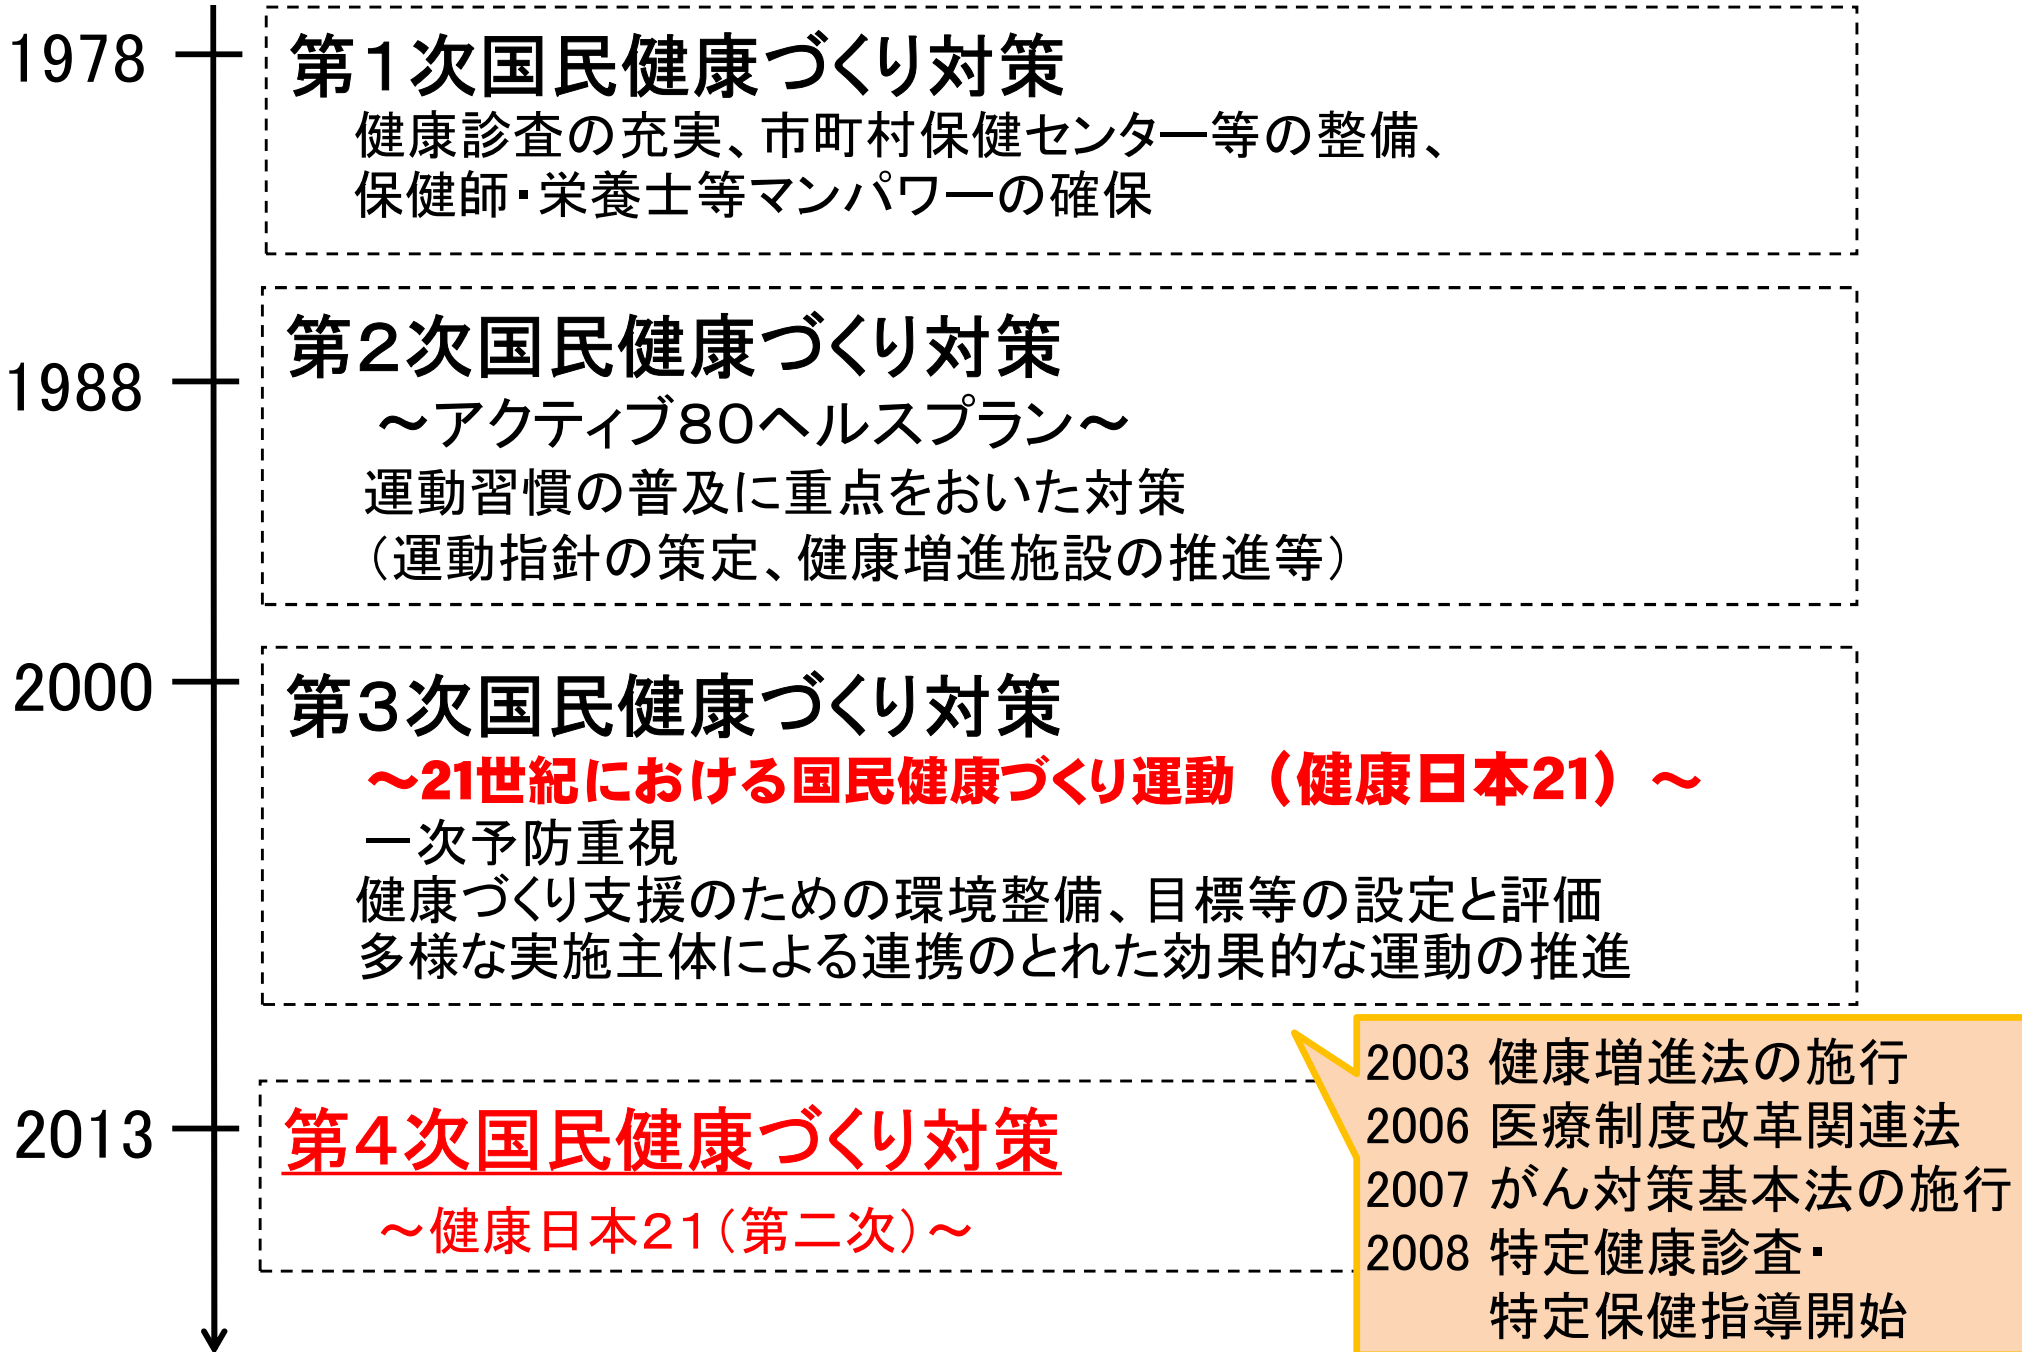 1978
第１次国民健康づくり対策
健康診査の充実、市町村保健センター等の整備、
保健師・栄養士等マンパワーの確保
1988
第２次国民健康づくり対策
～アクティブ８０ヘルスプラン～
運動習慣の普及に重点をおいた対策
（運動指針の策定、健康増進施設の推進等）
2000
第３次国民健康づくり対策
～21世紀における国民健康づくり運動（健康日本21）～
一次予防重視
健康づくり支援のための環境整備、目標等の設定と評価
多様な実施主体による連携のとれた効果的な運動の推進
2013
第４次国民健康づくり対策
～健康日本２１（第二次）～
2003 健康増進法の施行
2006 医療制度改革関連法
2007 がん対策基本法の施行
2008 特定健康診査・
特定保健指導開始